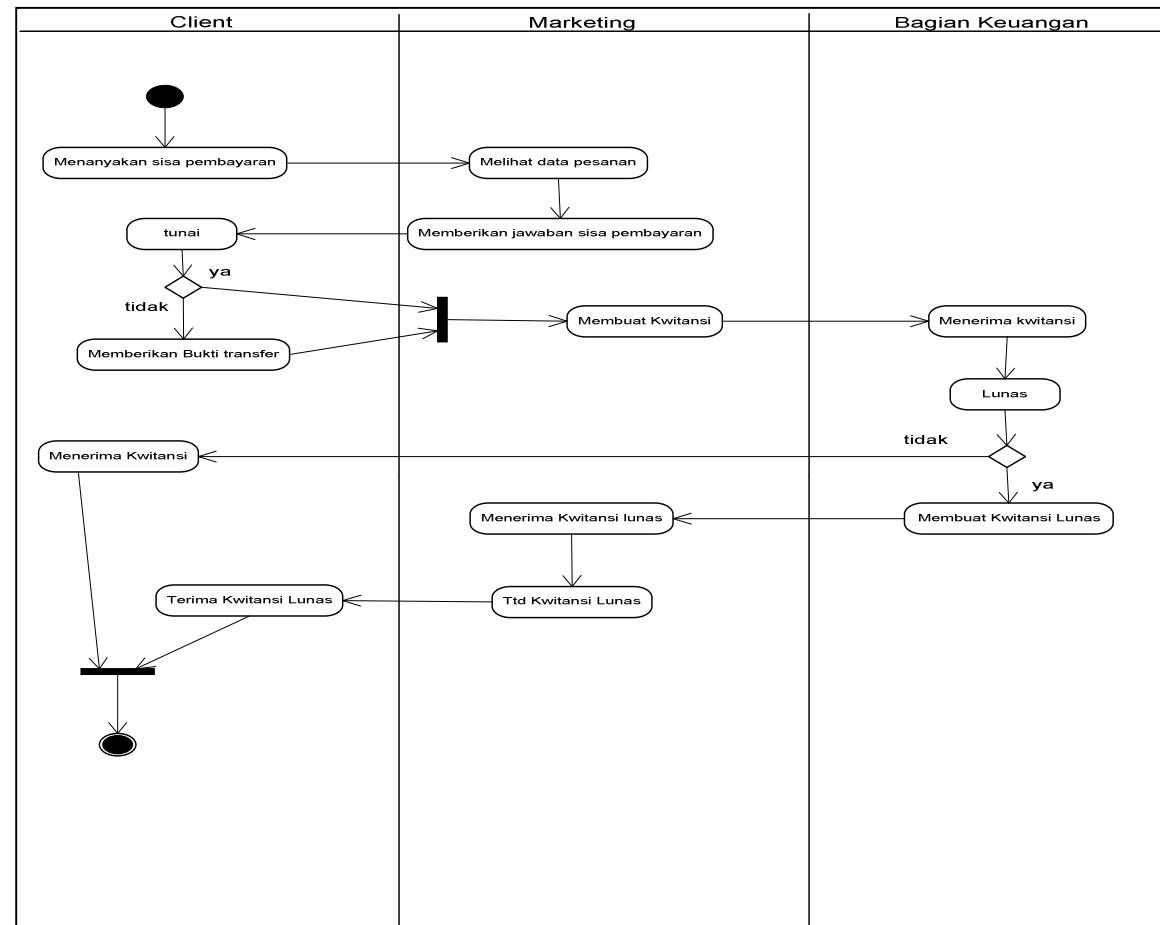 Client
Marketing
Bagian Keuangan
Menanyakan sisa pembayaran
Melihat data pesanan
tunai
Memberikan jawaban sisa pembayaran
ya
tidak
Membuat Kwitansi
Menerima kwitansi
Memberikan Bukti transfer
Lunas
tidak
Menerima Kwitansi
ya
Menerima Kwitansi lunas
Membuat Kwitansi Lunas
Terima Kwitansi Lunas
Ttd Kwitansi Lunas